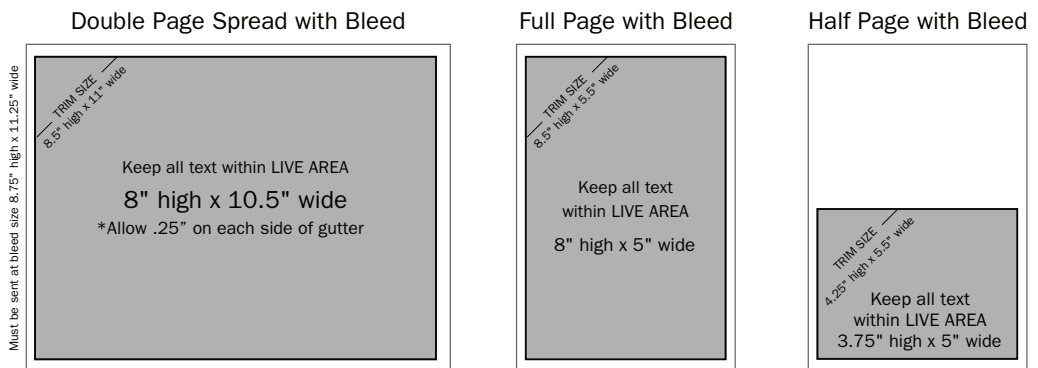 Double Page Spread with Bleed
Must be sent at bleed size 8.75" high x 11.25" wide
TRIM SIZE
8.5" high x 11" wide
Keep all text within LIVE AREA
8" high x 10.5" wide
*Allow .25” on each side of gutter
Full Page with Bleed
TRIM SIZE
8.5" high x 5.5" wide
Keep all text
within LIVE AREA
8" high x 5" wide
Half Page with Bleed
TRIM SIZE
4.25" high x 5.5" wide
Keep all text
within LIVE AREA
3.75" high x 5" wide